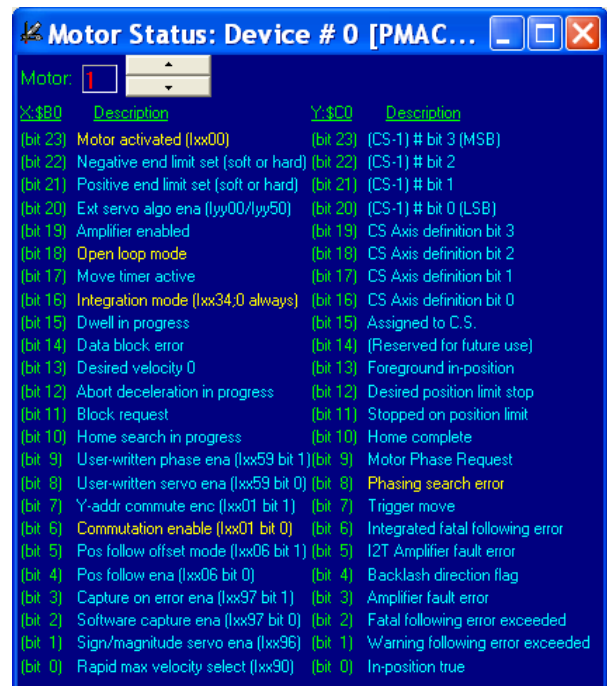 Motor Status: Device # 0 [PMAC...
Motor: 1
X:$B0 Description Y:$C0 Description
(bit 23) Motor activated (Ixx00) (bit 23) (CS-1) # bit 3 (MSB)
(bit 22) Negative end limit set (soft or hard) (bit 22) (CS-1) # bit 2
(bit 21) Positive end limit set (soft or hard) (bit 21) (CS-1) # bit 1
(bit 20) Ext servo algo ena (Iyy00/Iyy50) (bit 20) (CS-1) # bit 0 (LSB)
(bit 19) Amplifier enabled (bit 19) CS Axis definition bit 3
(bit 18) Open loop mode (bit 18) CS Axis definition bit 2
(bit 17) Move timer active (bit 17) CS Axis definition bit 1
(bit 16) Integration mode (Ixx34;0 always) (bit 16) CS Axis definition bit 0
(bit 15) Dwell in progress (bit 15) Assigned to C.S.
(bit 14) Data block error (bit 14) (Reserved for future use)
(bit 13) Desired velocity 0 (bit 13) Foreground in-position
(bit 12) Abort deceleration in progress (bit 12) Desired position limit stop
(bit 11) Block request (bit 11) Stopped on position limit
(bit 10) Home search in progress (bit 10) Home complete
(bit 9) User-written phase ena (Ixx59 bit 1) (bit 9) Motor Phase Request
(bit 8) User-written servo ena (Ixx59 bit 0) (bit 8) Phasing search error
(bit 7) Y-addr commute enc (Ixx01 bit 1) (bit 7) Trigger move
(bit 6) Commutation enable (Ixx01 bit 0) (bit 6) Integrated fatal following error
(bit 5) Pos follow offset mode (Ixx06 bit 1) (bit 5) I2T Amplifier fault error
(bit 4) Pos follow ena (Ixx06 bit 0) (bit 4) Backlash direction flag
(bit 3) Capture on error ena (Ixx97 bit 1) (bit 3) Amplifier fault error
(bit 2) Software capture ena (Ixx97 bit 0) (bit 2) Fatal following error exceeded
(bit 1) Sign/magnitude servo ena (Ixx96) (bit 1) Warning following error exceeded
(bit 0) Rapid max velocity select (Ixx90) (bit 0) In-position true